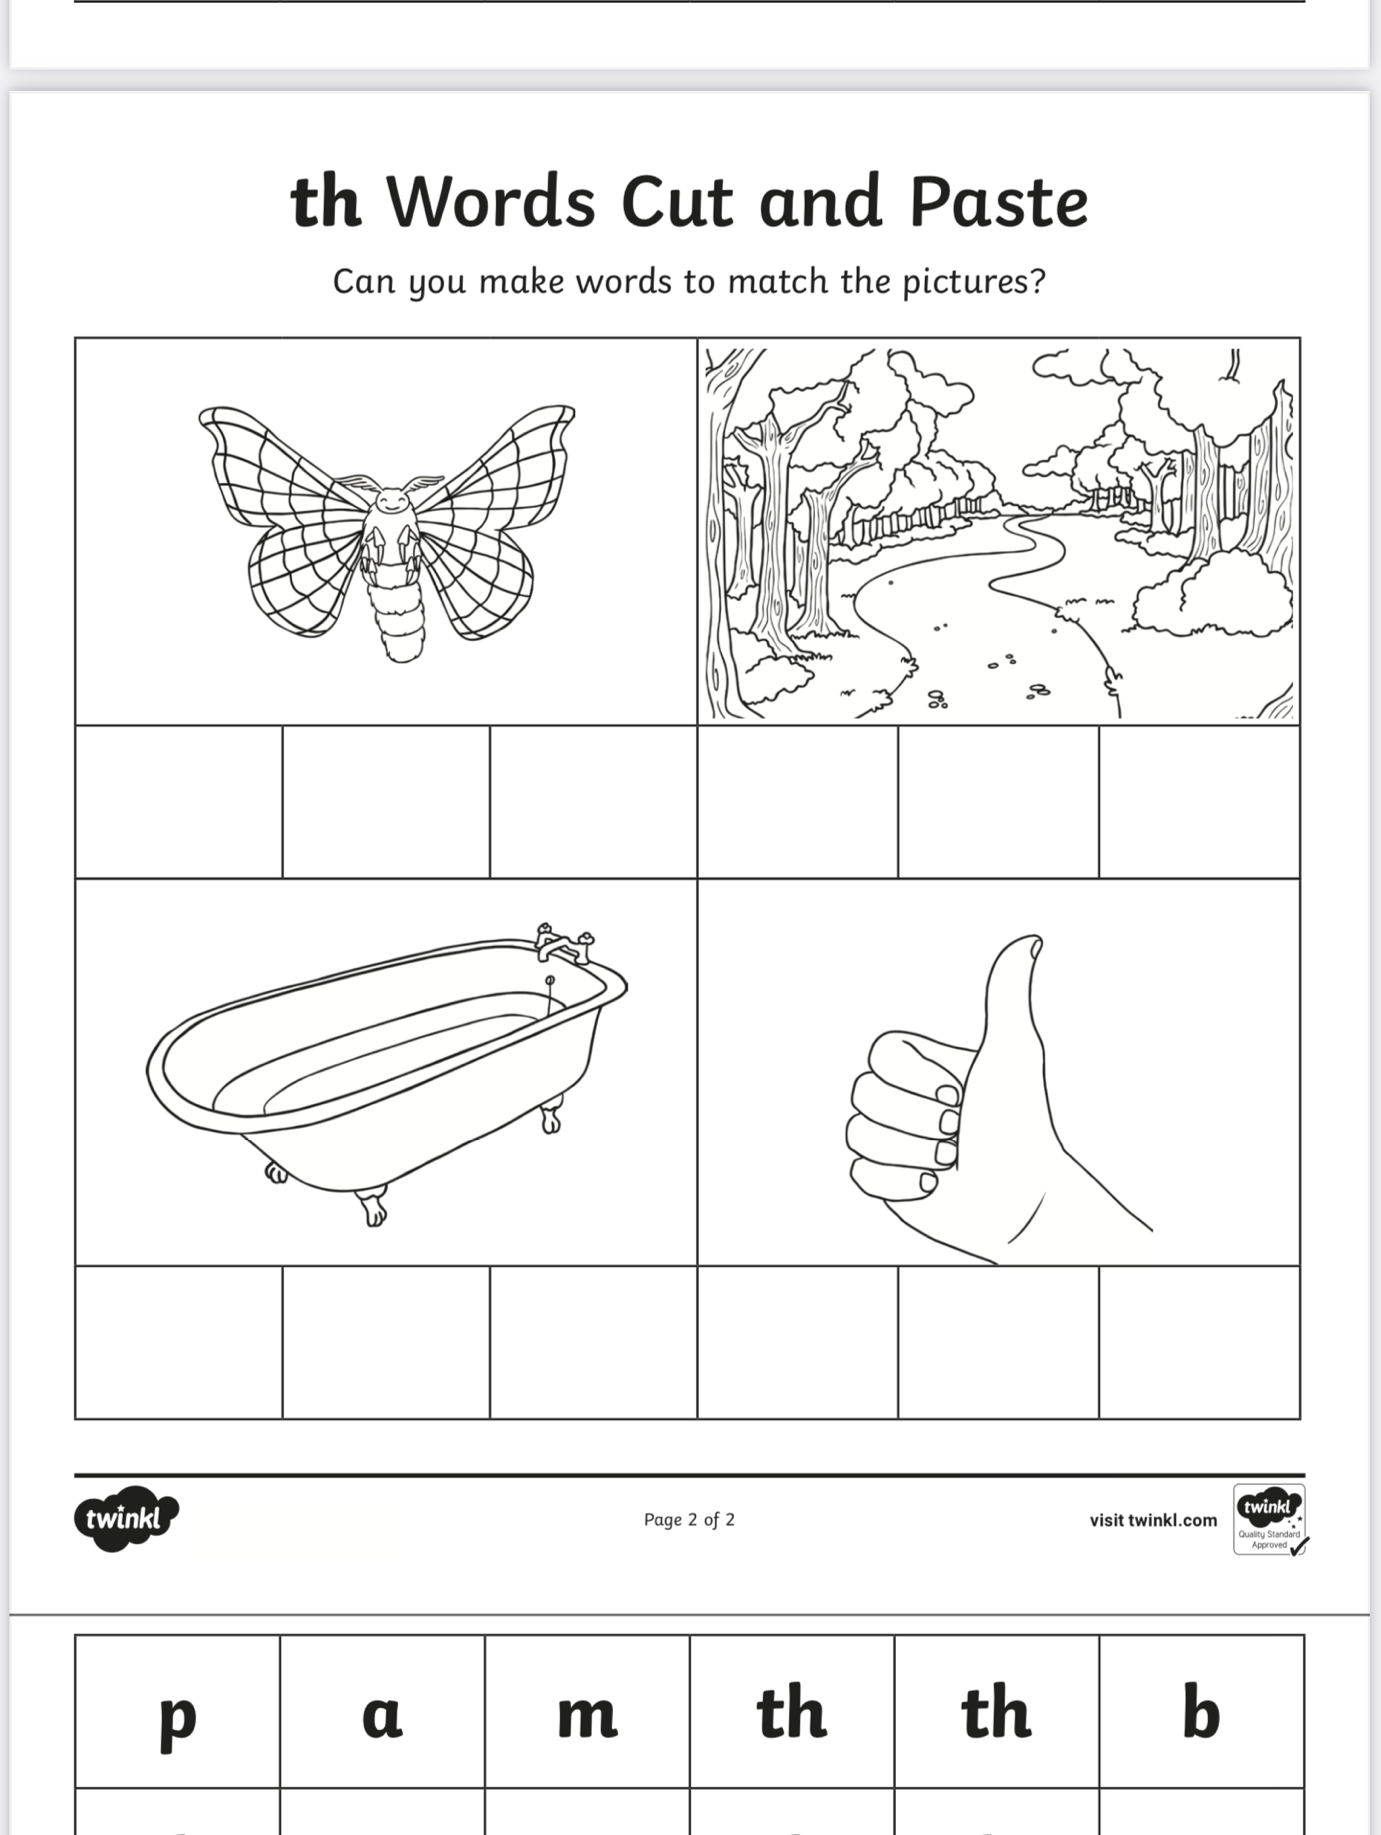 th Words Cut and Paste
Can you make words to match the pictures?
twinkl
Page 2 of 2
visit twinkl.com
twinkl
Quality Standard
Approved
p a m th th b